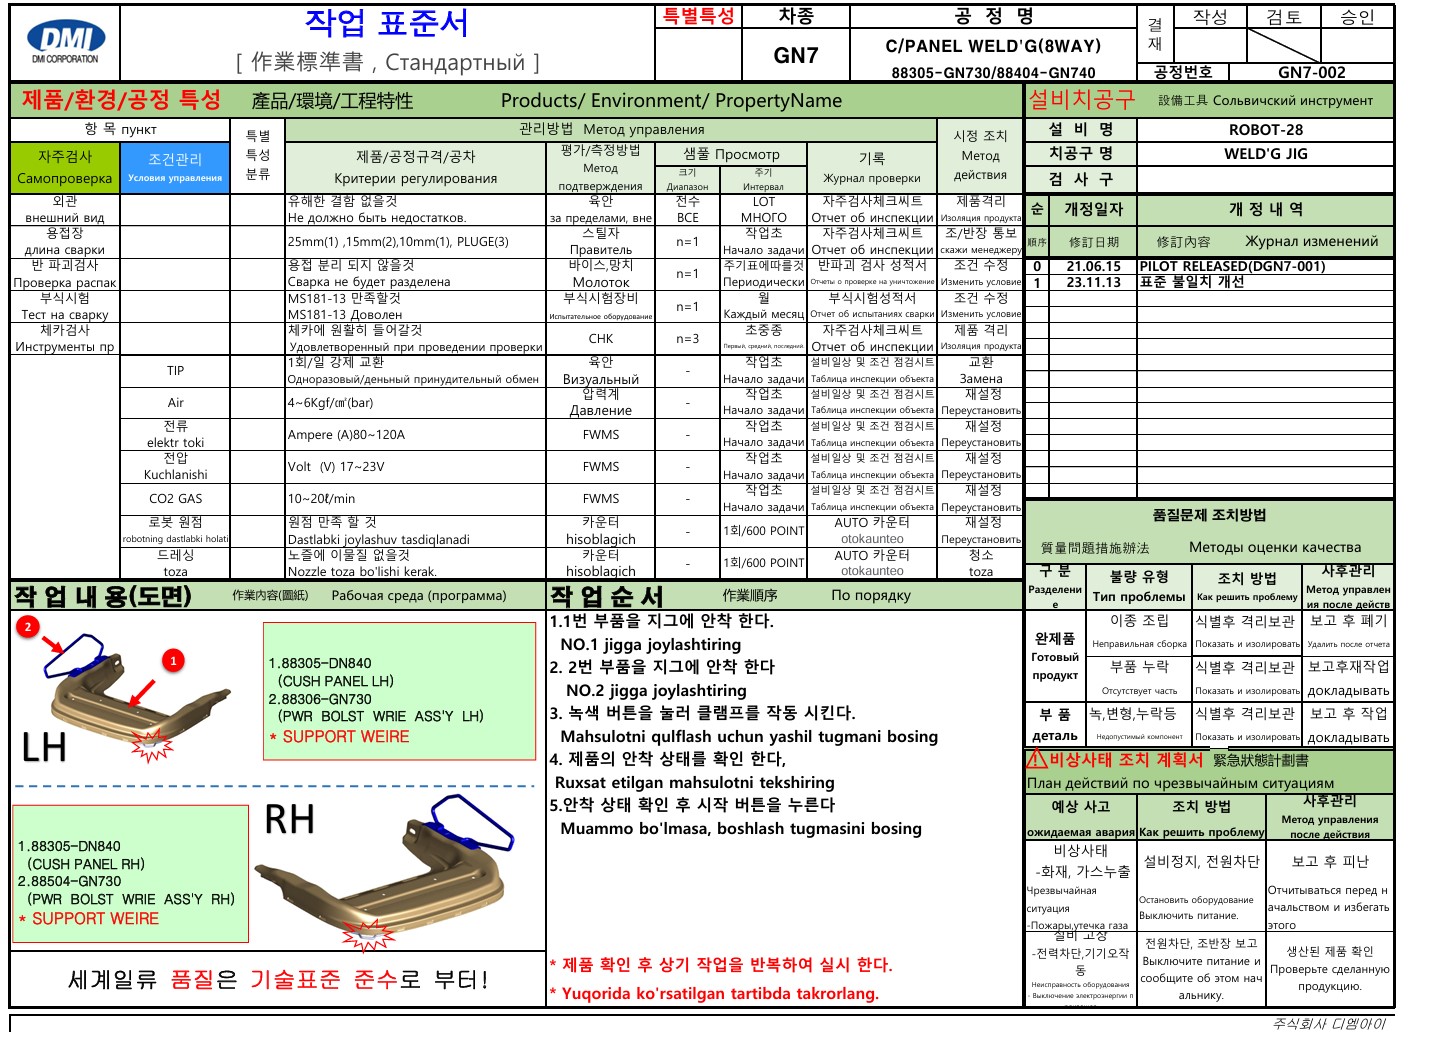 DMI
DMI CORPORATION
작업 표준서
[ 作業標準書 , Стандартный ]
특별특성
차종
GN7
공 정 명
C/PANEL WELD'G(8WAY)
88305-GN730/88404-GN740
결재
작성
검토
승인
공정번호
GN7-002
제품/환경/공정 특성 產品/環境/工程特性 Products/ Environment/ PropertyName
항 목 пункт
특별
특성
분류
관리방법 Метод управления
시정 조치
Метод
действия
자주검사
Самопроверка
조건관리
Условия управления
제품/공정규격/공차
Критерии регулирования
평가/측정방법
Метод
подтверждения
샘풀 Просмотр
크기
Диапазон
주기
Интервал
기록
Журнал проверки
외관
внешний вид
유해한 결함 없을것
Не должно быть недостатков.
육안
за пределами, вне
전수
ВСЕ
LOT
МНОГО
자주검사체크씨트
Отчет об инспекции
제품격리
Изоляция продукта
용접장
длина сварки
25mm(1) ,15mm(2),10mm(1), PLUGE(3)
스틸자
Правитель
n=1
작업초
Начало задачи
자주검사체크씨트
Отчет об инспекции
조/반장 통보
скажи менеджеру
반 파괴검사
Проверка распак
용접 분리 되지 않을것
Сварка не будет разделена
바이스,망치
Молоток
n=1
주기표에따를것
Периодически
반파괴 검사 성적서
Отчеты о проверке на уничтожение
조건 수정
Изменить условие
부식시험
Тест на сварку
MS181-13 만족할것
MS181-13 Доволен
부식시험장비
Испытательное оборудование
n=1
월
Каждый месяц
부식시험성적서
Отчет об испытаниях сварки
조건 수정
Изменить условие
체카검사
Инструменты пр
체카에 원활히 들어갈것
Удовлетворенный при проведении проверки
CHK
n=3
초중종
Первый, средний, последний
자주검사체크씨트
Отчет об инспекции
제품 격리
Изоляция продукта
TIP
1회/일 강제 교환
Одноразовый/деньный принудительный обмен
육안
Визуальный
-
작업초
Начало задачи
설비일상 및 조건 점검시트
Таблица инспекции объекта
교환
Замена
Air
4~6Kgf/㎠(bar)
압력계
Давление
-
작업초
Начало задачи
설비일상 및 조건 점검시트
Таблица инспекции объекта
재설정
Переустановить
전류
elektr toki
Ampere (A)80~120A
FWMS
-
작업초
Начало задачи
설비일상 및 조건 점검시트
Таблица инспекции объекта
재설정
Переустановить
전압
Kuchlanishi
Volt (V) 17~23V
FWMS
-
작업초
Начало задачи
설비일상 및 조건 점검시트
Таблица инспекции объекта
재설정
Переустановить
CO2 GAS
10~20ℓ/min
FWMS
-
작업초
Начало задачи
설비일상 및 조건 점검시트
Таблица инспекции объекта
재설정
Переустановить
로봇 원점
robotning dastlabki holati
원점 만족 할 것
Dastlabki joylashuv tasdiqlanadi
카운터
hisoblagich
-
1회/600 POINT
AUTO 카운터
otokaunteo
재설정
Переустановить
드레싱
toza
노즐에 이물질 없을것
Nozzle toza bo'lishi kerak.
카운터
hisoblagich
-
1회/600 POINT
AUTO 카운터
otokaunteo
청소
toza
설비치공구 設備工具 Сольвичский инструмент
설 비 명
ROBOT-28
치공구 명
WELD'G JIG
검 사 구
순
개정일자
개 정 내 역
順序
修訂日期
修訂內容 Журнал изменений
0
21.06.15
PILOT RELEASED(DGN7-001)
1
23.11.13
표준 불일치 개선
품질문제 조치방법
質量問題措施辦法 Методы оценки качества
구 분
Разделени
е
불량 유형
Тип проблемы
조치 방법
Как решить проблему
사후관리
Метод управлен
ия после действ
완제품
Готовый
продукт
이종 조립
Неправильная сборка
식별후 격리보관
Показать и изолировать
보고 후 폐기
Удалить после отчета
부품 누락
Отсутствует часть
식별후 격리보관
Показать и изолировать
보고후재작업
докладывать
부 품
деталь
녹,변형,누락등
Недопустимый компонент
식별후 격리보관
Показать и изолировать
보고 후 작업
докладывать
비상사태 조치 계획서 緊急狀態計劃書
План действий по чрезвычайным ситуациям
예상 사고
ожидаемая авария
조치 방법
Как решить проблему
사후관리
Метод управления
после действия
비상사태
-화재, 가스누출
Чрезвычайная
ситуация
-Пожары,утечка газа
설비정지, 전원차단
Остановить оборудование
Выключить питание.
보고 후 피난
Отчитываться перед н
ачальством и избегать
этого
설비 고장
-전력차단,기기오작
동
Неисправность оборудования
- Выключение электроэнергии п
전원차단, 조반장 보고
Выключите питание и
сообщите об этом нач
альнику.
생산된 제품 확인
Проверьте сделанную
продукцию.
작 업 내 용(도면) 作業內容(圖紙) Рабочая среда (программа)
2
1
LH
1.88305-DN840
(CUSH PANEL LH)
2.88306-GN730
(PWR BOLST WRIE ASS'Y LH)
* SUPPORT WEIRE
RH
1.88305-DN840
(CUSH PANEL RH)
2.88504-GN730
(PWR BOLST WRIE ASS'Y RH)
* SUPPORT WEIRE
세계일류 품질은 기술표준 준수로 부터!
작 업 순 서 作業順序 По порядку
1.1번 부품을 지그에 안착 한다.
NO.1 jigga joylashtiring
2. 2번 부품을 지그에 안착 한다
NO.2 jigga joylashtiring
3. 녹색 버튼을 눌러 클램프를 작동 시킨다.
Mahsulotni qulflash uchun yashil tugmani bosing
4. 제품의 안착 상태를 확인 한다,
Ruxsat etilgan mahsulotni tekshiring
5.안착 상태 확인 후 시작 버튼을 누른다
Muammo bo'lmasa, boshlash tugmasini bosing
* 제품 확인 후 상기 작업을 반복하여 실시 한다.
* Yuqorida ko'rsatilgan tartibda takrorlang.
주식회사 디엠아이